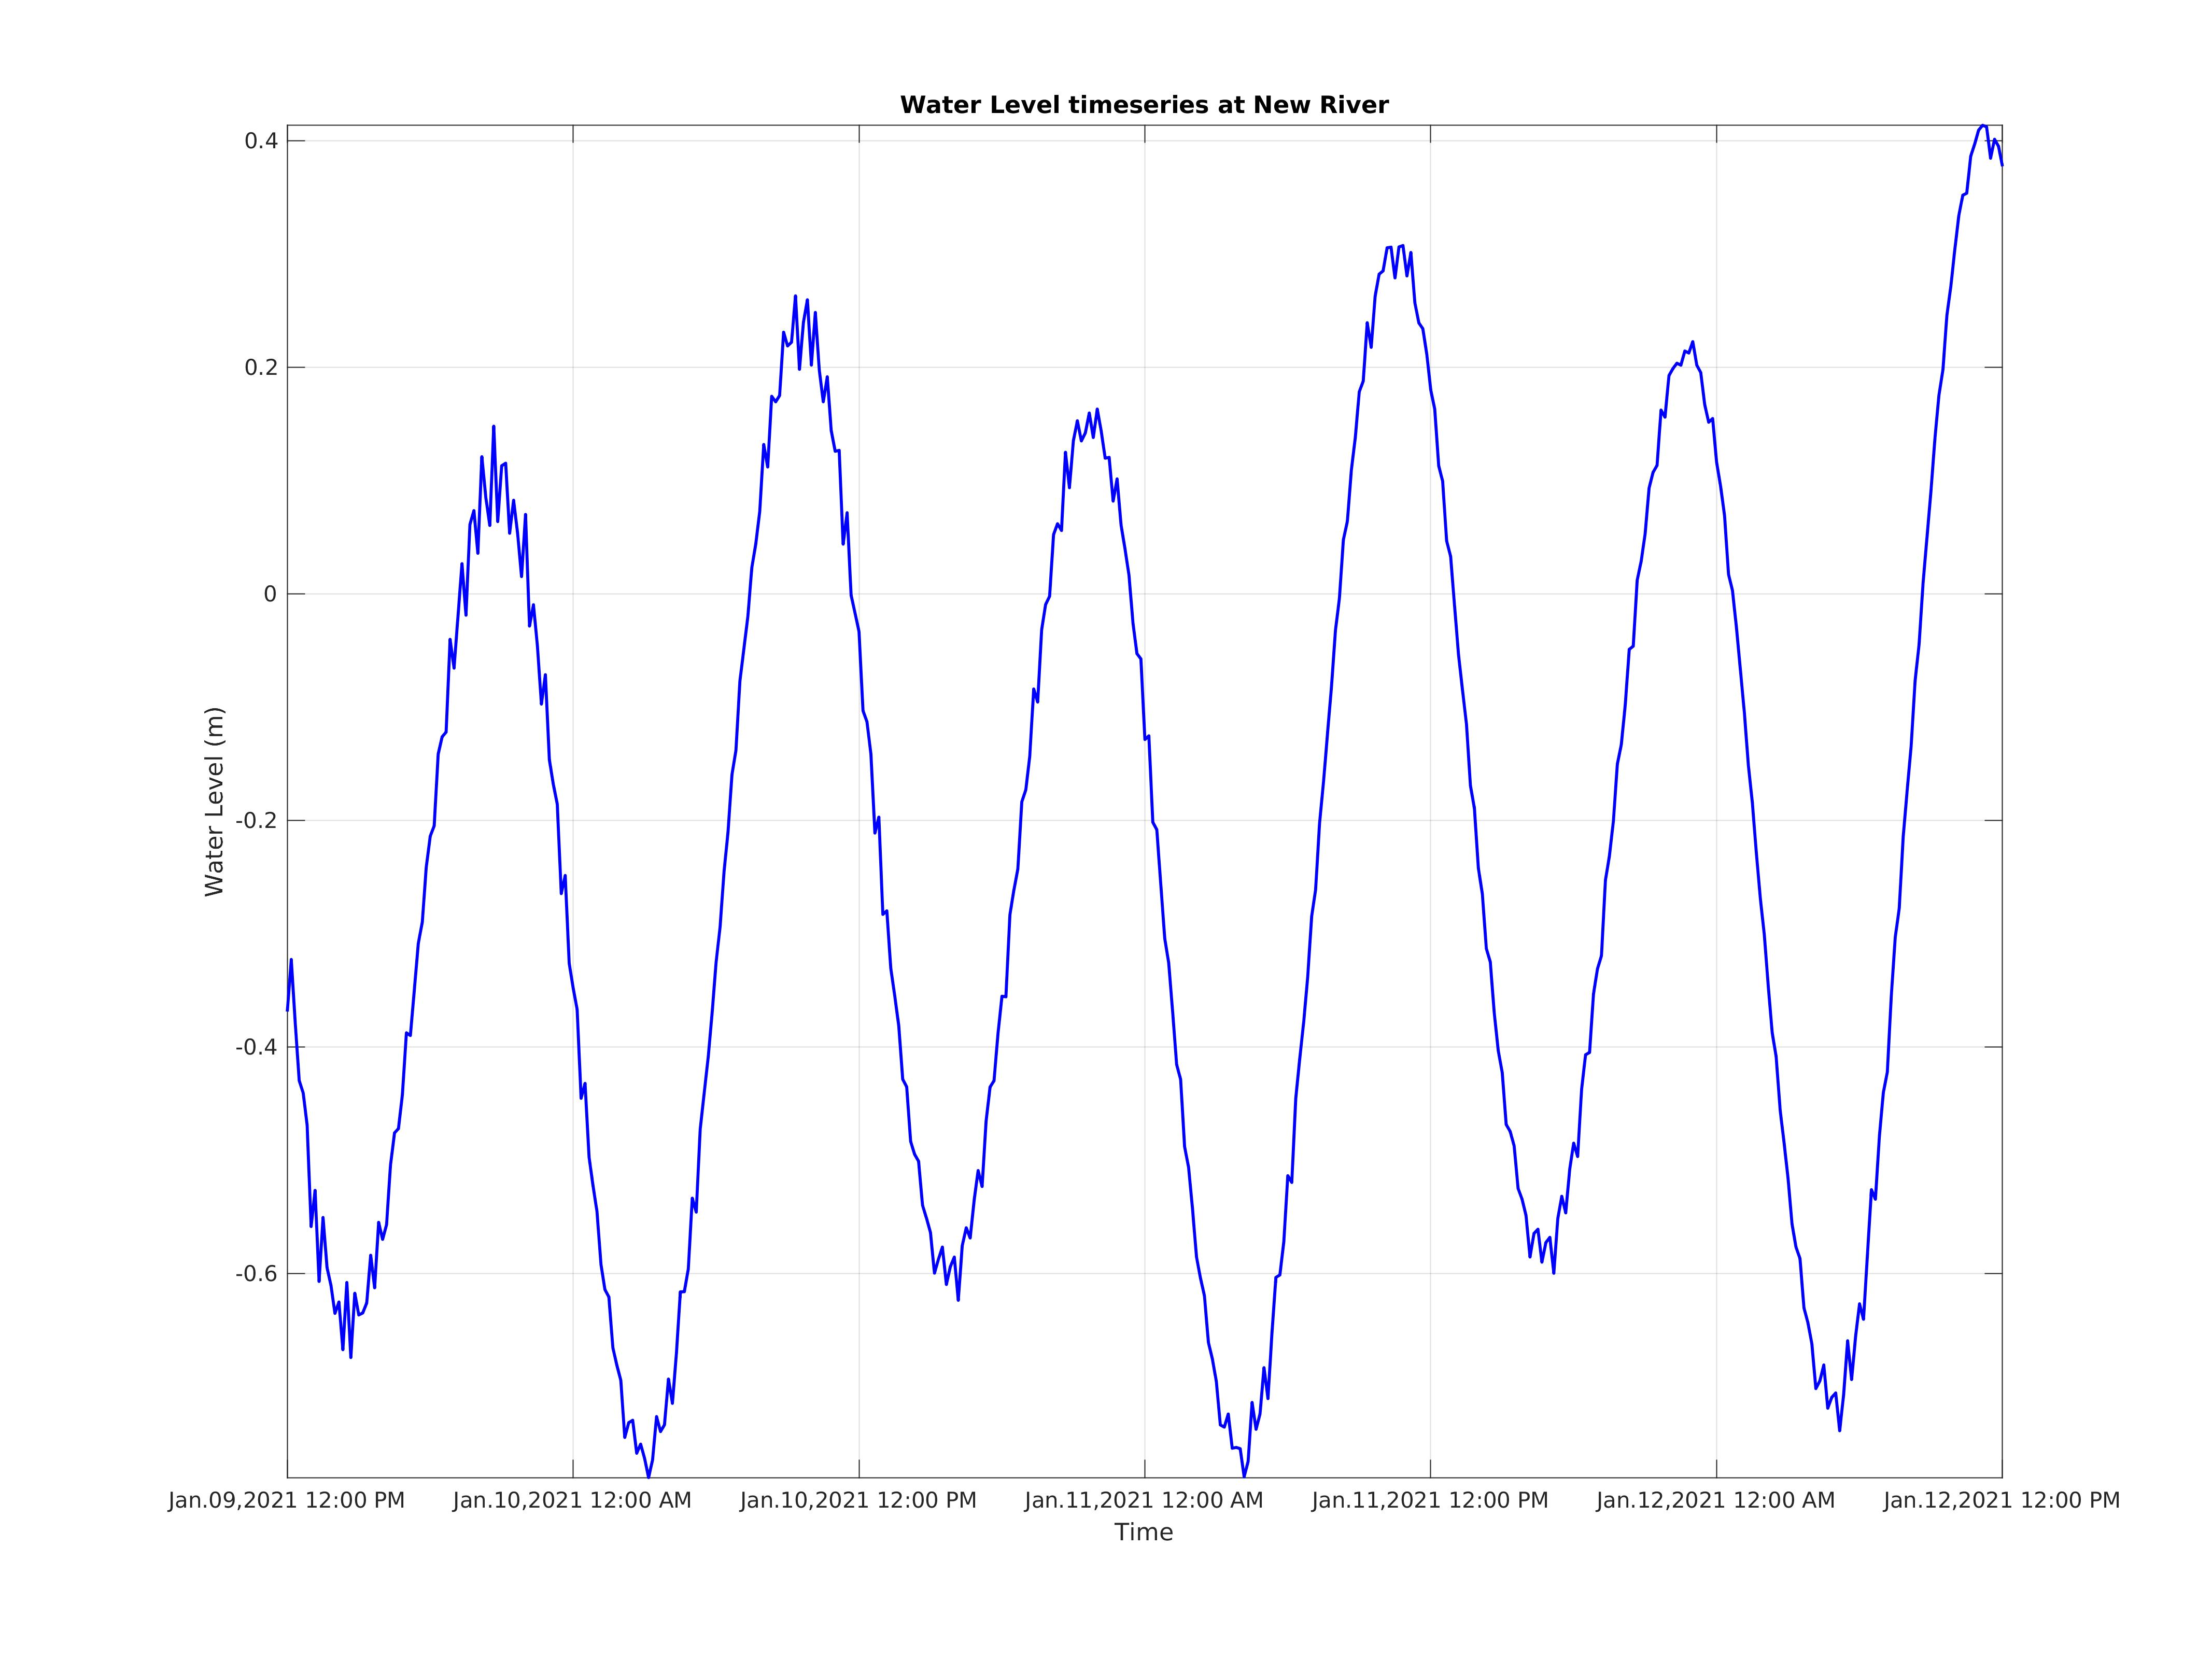 Water Level timeseries at New River
0.4
0.2
0
-0.2
-0.4
-0.6
Water Level (m)
Jan.09,2021 12:00 PM
Jan.10,2021 12:00 AM
Jan.10,2021 12:00 PM
Jan.11,2021 12:00 AM
Jan.11,2021 12:00 PM
Jan.12,2021 12:00 AM
Jan.12,2021 12:00 PM
Time